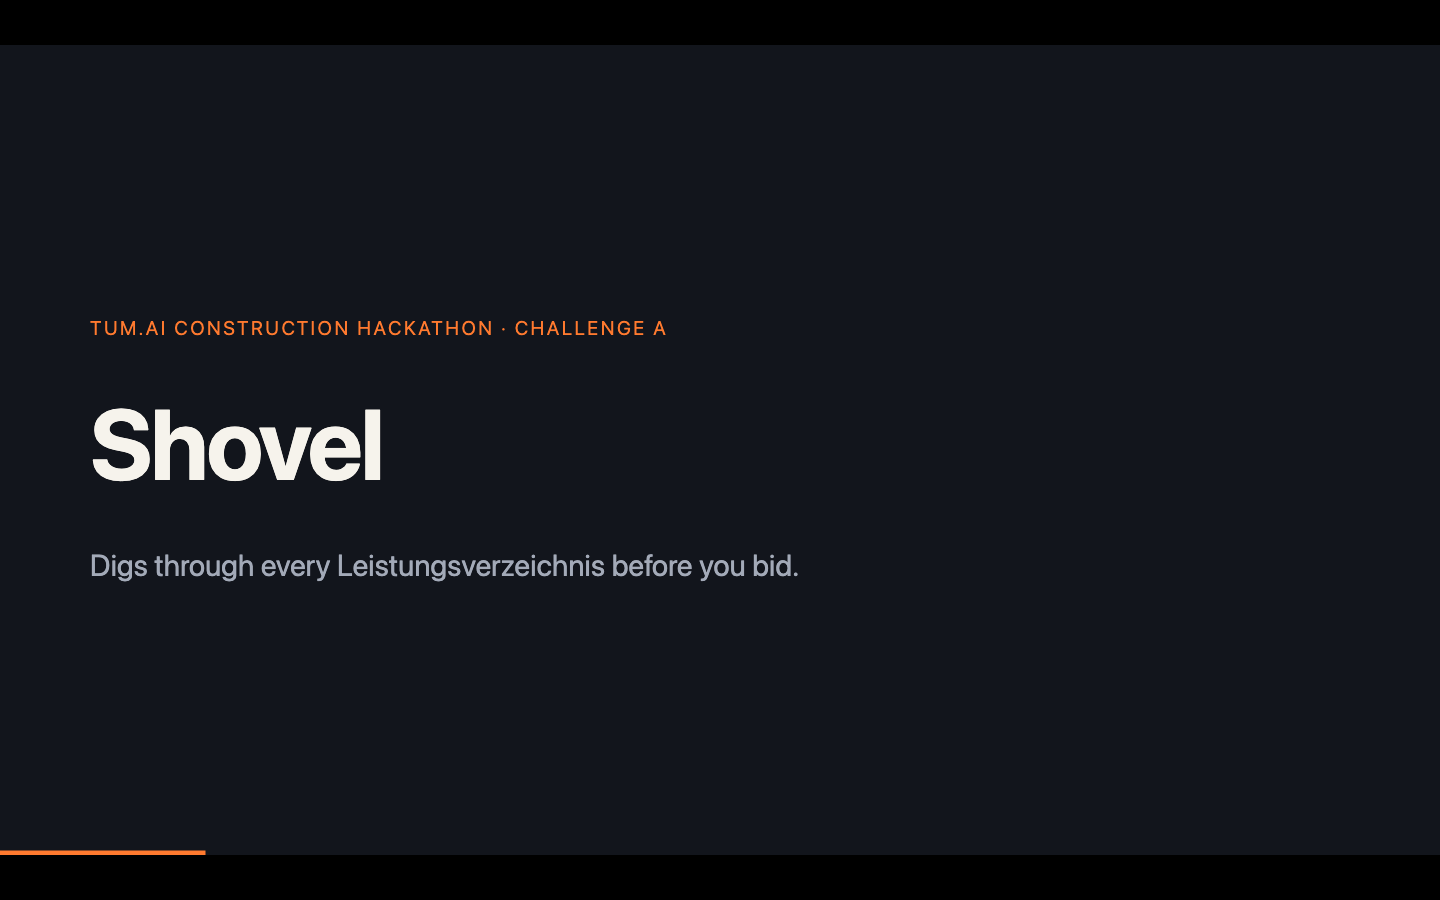 TUM.AI CONSTRUCTION HACKATHON · CHALLENGE A
Shovel
Digs through every Leistungsverzeichnis before you bid.